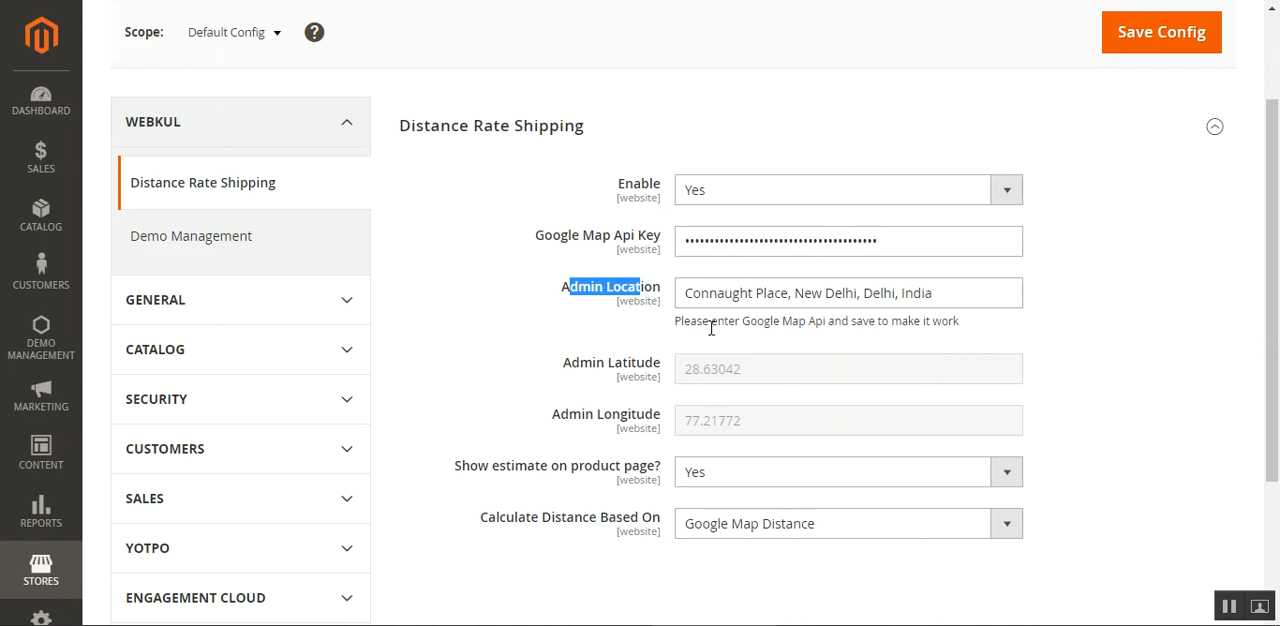 Scope: Default Config ?
Save Config
DASHBOARD
SALES
CATALOG
CUSTOMERS
DEMO
MANAGEMENT
MARKETING
CONTENT
REPORTS
STORES
WEBKUL
Distance Rate Shipping
Demo Management
GENERAL
CATALOG
SECURITY
CUSTOMERS
SALES
YOTPO
ENGAGEMENT CLOUD
Distance Rate Shipping
Enable Yes
[website]
Google Map Api Key ••••••••••••••••••••••••••••••••••••••
[website]
Admin Location Connaught Place, New Delhi, Delhi, India
[website]
Please enter Google Map Api and save to make it work
Admin Latitude 28.63042
[website]
Admin Longitude 77.21772
[website]
Show estimate on product page? Yes
[website]
Calculate Distance Based On Google Map Distance
[website]